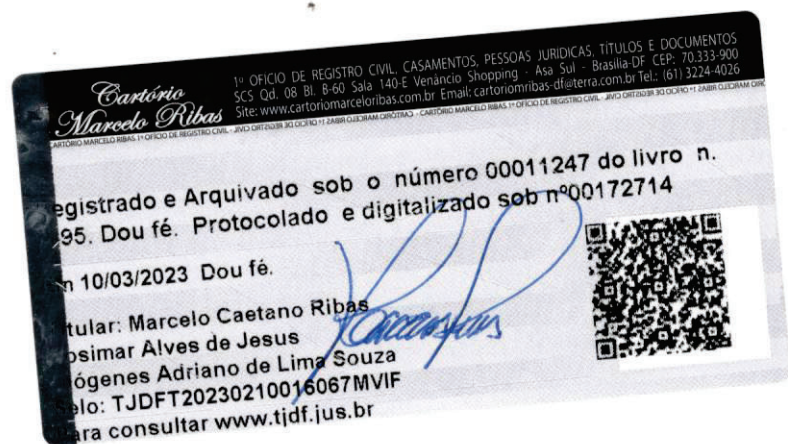 Cartório
Marcelo Ribas
1º OFICIO DE REGISTRO CIVIL, CASAMENTOS, PESSOAS JURÍDICAS, TÍTULOS E DOCUMENTOS
SCS Qd. 08 Bl. B-60 Sala 140-E Venâncio Shopping - Asa Sul - Brasília-DF CEP: 70.333-900
Site: www.cartoriomarceloribas.com.br Email: cartoriomribas-df@terra.com.br Tel.: (61) 3224-4026
egistrado e Arquivado sob o número 00011247 do livro n.
95. Dou fé. Protocolado e digitalizado sob nº00172714
m 10/03/2023 Dou fé.
tular: Marcelo Caetano Ribas
osimar Alves de Jesus
ógenes Adriano de Lima Souza
elo: TJDFT20230210016067MVIF
ara consultar www.tjdf.jus.br